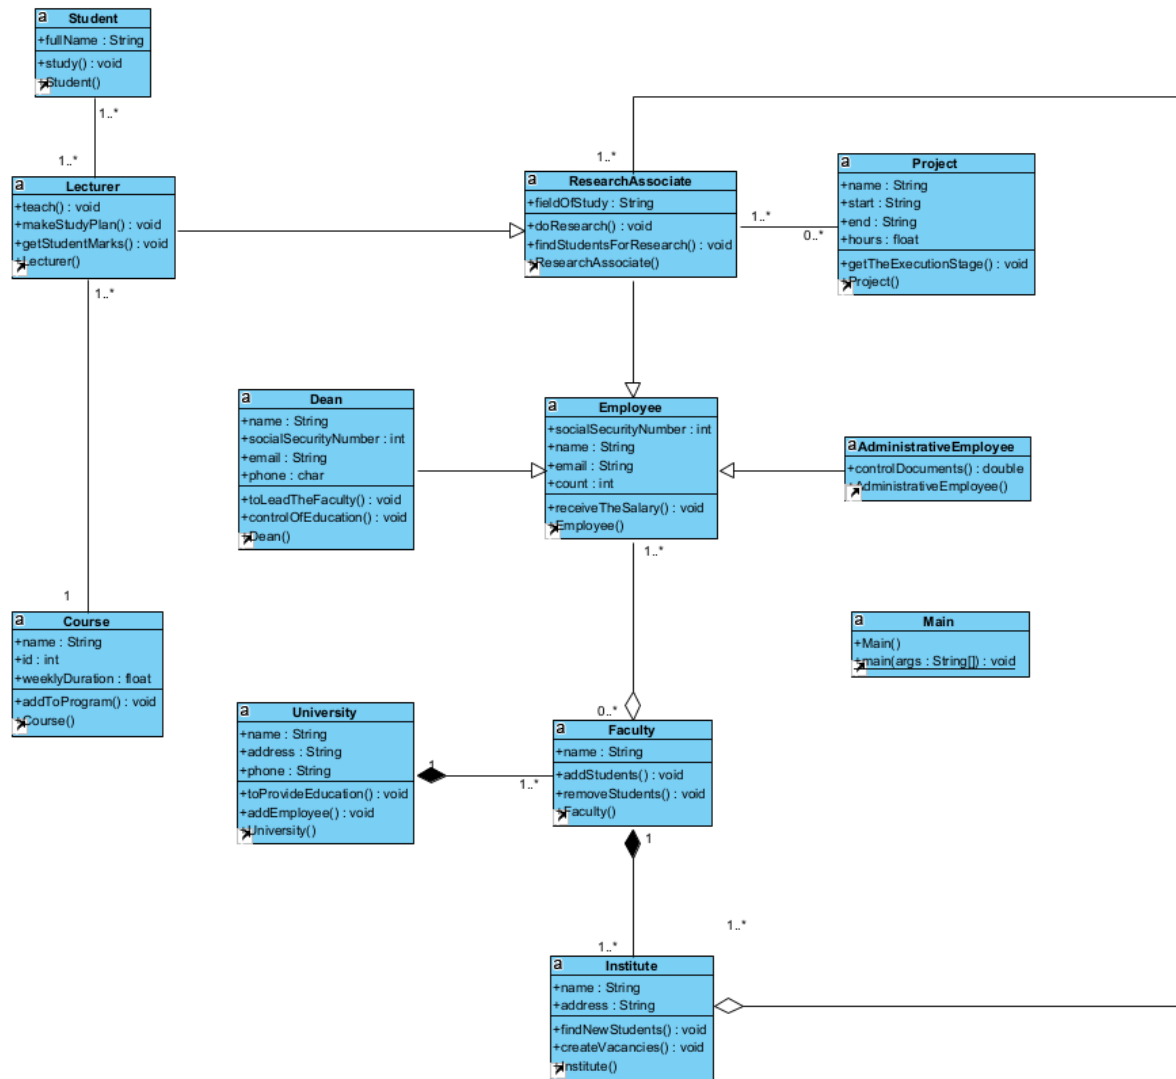 a Student
+fullName : String
+study() : void
+Student()
1..*
1..*
a Lecturer
+teach() : void
+makeStudyPlan() : void
+getStudentMarks() : void
+Lecturer()
1..*
1..*
a ResearchAssociate
+fieldOfStudy : String
+doResearch() : void
+findStudentsForResearch() : void
+ResearchAssociate()
1..*
0..*
a Project
+name : String
+start : String
+end : String
+hours : float
+getTheExecutionStage() : void
+Project()
a Dean
+name : String
+socialSecurityNumber : int
+email : String
+phone : char
+toLeadTheFaculty() : void
+controlOfEducation() : void
+Dean()
a Employee
+socialSecurityNumber : int
+name : String
+email : String
+count : int
+receiveTheSalary() : void
+Employee()
1..*
a AdministrativeEmployee
+controlDocuments() : double
+AdministrativeEmployee()
1
a Course
+name : String
+id : int
+weeklyDuration : float
+addToProgram() : void
+Course()
a Main
+Main()
+main(args : String[]) : void
a University
+name : String
+address : String
+phone : String
+toProvideEducation() : void
+addEmployee() : void
+University()
1
1..*
0..*
a Faculty
+name : String
+addStudents() : void
+removeStudents() : void
+Faculty()
1
1..*
1..*
a Institute
+name : String
+address : String
+findNewStudents() : void
+createVacancies() : void
+Institute()